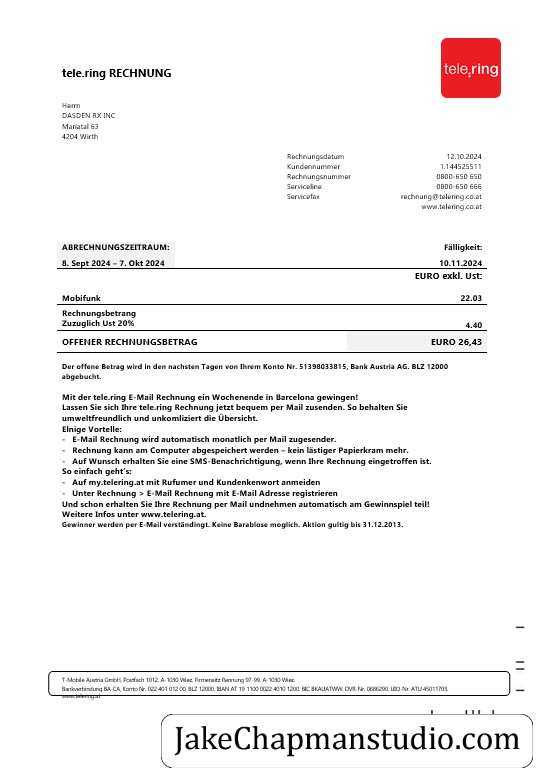 tele.ring RECHNUNG
tele,ring
Herrn
DASDEN RX INC
Mariatal 63
4204 Wirth
Rechnungsdatum 12.10.2024
Kundennummer 1.144525511
Rechnungsnummer 0800-650 650
Serviceline 0800-650 666
Servicefax rechnung@telering.co.at
www.telering.co.at
ABRECHNUNGSZEITRAUM: Fälligkeit:
8. Sept 2024 – 7. Okt 2024 10.11.2024
EURO exkl. Ust:
Mobifunk 22.03
Rechnungsbetrang
Zuzuglich Ust 20% 4.40
OFFENER RECHNUNGSBETRAG EURO 26,43
Der offene Betrag wird in den nachsten Tagen von Ihrem Konto Nr. 51398033815, Bank Austria AG. BLZ 12000
abgebucht.
Mit der tele.ring E-Mail Rechnung ein Wochenende in Barcelona gewingen!
Lassen Sie sich Ihre tele.ring Rechnung jetzt bequem per Mail zusenden. So behalten Sie
umweltfreundlich und unkomliziert die Übersicht.
Elnige Vortelle:
- E-Mail Rechnung wird automatisch monatlich per Mail zugesender.
- Rechnung kann am Computer abgespeichert werden – kein lästiger Papierkram mehr.
- Auf Wunsch erhalten Sie eine SMS-Benachrichtigung, wenn Ihre Rechnung eingetroffen ist.
So einfach geht's:
- Auf my.telering.at mit Rufumer und Kundenkenwort anmeiden
- Unter Rechnung > E-Mail Rechnung mit E-Mail Adresse registrieren
Und schon erhalten Sie Ihre Rechnung per Mail undnehmen automatisch am Gewinnspiel teil!
Weitere Infos unter www.telering.at.
Gewinner werden per E-Mail verständingt. Keine Barablose moglich. Aktion gultig bis 31.12.2013.
T-Mobile Austria GmbH, Postfach 1012, A-1030 Wiez. Firmensitz Rennung 97-99. A-1030 Wiez.
Bankverbindung BA-CA, Konto Nr. 022 401 012 00, BLZ 12000, IBAN AT 19 1100 0022 4010 1200, BIC BKAUATWW. DVR-Nr. 0686290, UID-Nr. ATU 45011703.
www.telering.at
JakeChapmanstudio.com